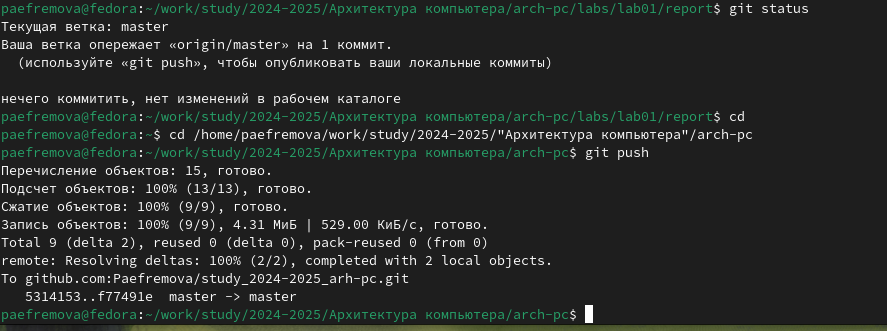 paefremova@fedora:~/work/study/2024-2025/Архитектура компьютера/arch-pc/labs/lab01/report$ git status
Текущая ветка: master
Ваша ветка опережает «origin/master» на 1 коммит.
  (используйте «git push», чтобы опубликовать ваши локальные коммиты)

нечего коммитить, нет изменений в рабочем каталоге
paefremova@fedora:~/work/study/2024-2025/Архитектура компьютера/arch-pc/labs/lab01/report$ cd
paefremova@fedora:~$ cd /home/paefremova/work/study/2024-2025/"Архитектура компьютера"/arch-pc
paefremova@fedora:~/work/study/2024-2025/Архитектура компьютера/arch-pc$ git push
Перечисление объектов: 15, готово.
Подсчет объектов: 100% (13/13), готово.
Сжатие объектов: 100% (9/9), готово.
Запись объектов: 100% (9/9), 4.31 МиБ | 529.00 КиБ/с, готово.
Total 9 (delta 2), reused 0 (delta 0), pack-reused 0 (from 0)
remote: Resolving deltas: 100% (2/2), completed with 2 local objects.
To github.com:Paefremova/study_2024-2025_arh-pc.git
   5314153..f77491e  master -> master
paefremova@fedora:~/work/study/2024-2025/Архитектура компьютера/arch-pc$